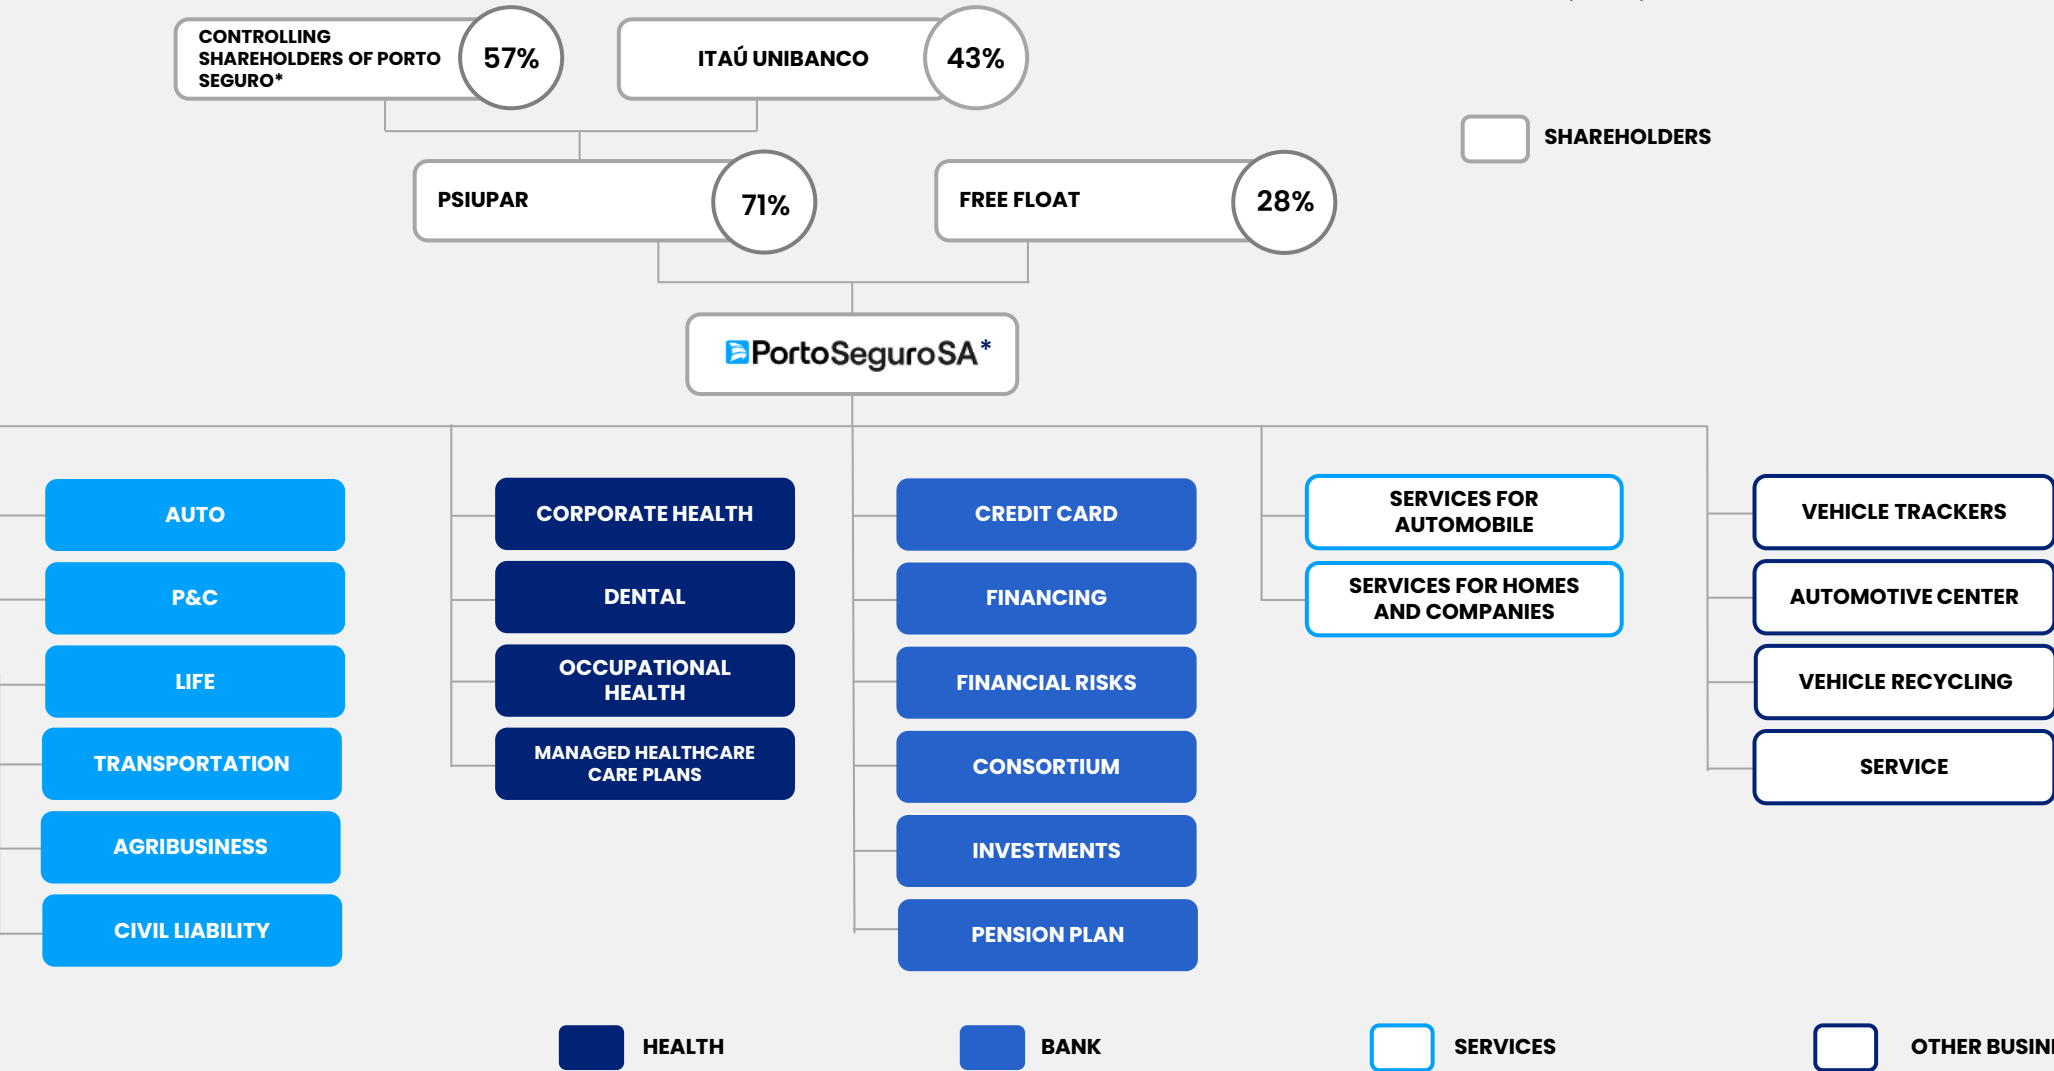 CONTROLLING
SHAREHOLDERS OF PORTO
SEGURO*
57%
ITAÚ UNIBANCO
43%
SHAREHOLDERS
PSIUPAR
71%
FREE FLOAT
28%
PortoSeguroSA*
AUTO
P&C
LIFE
TRANSPORTATION
AGRIBUSINESS
CIVIL LIABILITY
CORPORATE HEALTH
DENTAL
OCCUPATIONAL
HEALTH
MANAGED HEALTHCARE
CARE PLANS
CREDIT CARD
FINANCING
FINANCIAL RISKS
CONSORTIUM
INVESTMENTS
PENSION PLAN
SERVICES FOR
AUTOMOBILE
SERVICES FOR HOMES
AND COMPANIES
VEHICLE TRACKERS
AUTOMOTIVE CENTER
VEHICLE RECYCLING
SERVICE
HEALTH
BANK
SERVICES
OTHER